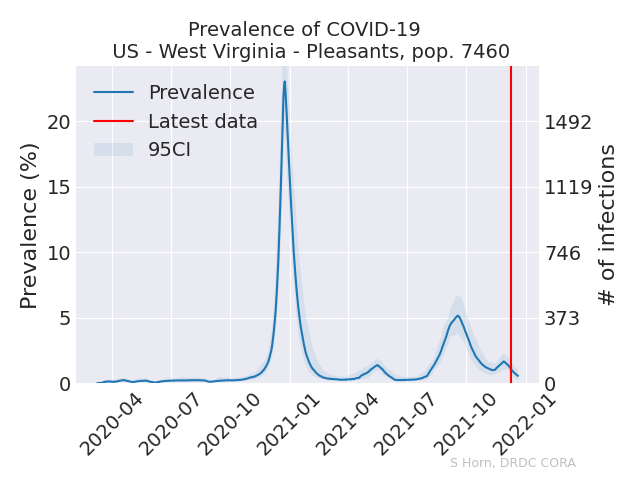 Prevalence of COVID-19
US - West Virginia - Pleasants, pop. 7460
Prevalence
Latest data
95CI
Prevalence (%)
20
15
10
5
0
1492
1119
746
373
0
# of infections
2020-04
2020-07
2020-10
2021-01
2021-04
2021-07
2021-10
2022-01
S Horn, DRDC CORA